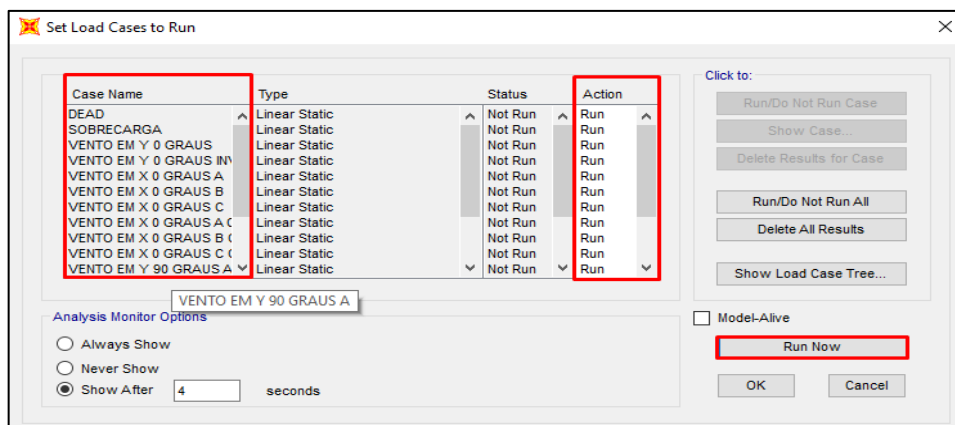 Set Load Cases to Run
Click to:
Case Name Type Status Action
DEAD Linear Static Not Run Run
SOBRECARGA Linear Static Not Run Run
VENTO EM Y 0 GRAUS Linear Static Not Run Run
VENTO EM Y 0 GRAUS INV Linear Static Not Run Run
VENTO EM X 0 GRAUS A Linear Static Not Run Run
VENTO EM X 0 GRAUS B Linear Static Not Run Run
VENTO EM X 0 GRAUS C Linear Static Not Run Run
VENTO EM X 0 GRAUS A Linear Static Not Run Run
VENTO EM X 0 GRAUS B Linear Static Not Run Run
VENTO EM X 0 GRAUS C Linear Static Not Run Run
VENTO EM Y 90 GRAUS A Linear Static Not Run Run
VENTO EM Y 90 GRAUS A
Run/Do Not Run Case
Show Case...
Delete Results for Case
Run/Do Not Run All
Delete All Results
Show Load Case Tree...
Analysis Monitor Options
Always Show
Never Show
Show After 4 seconds
Model-Alive
Run Now
OK Cancel